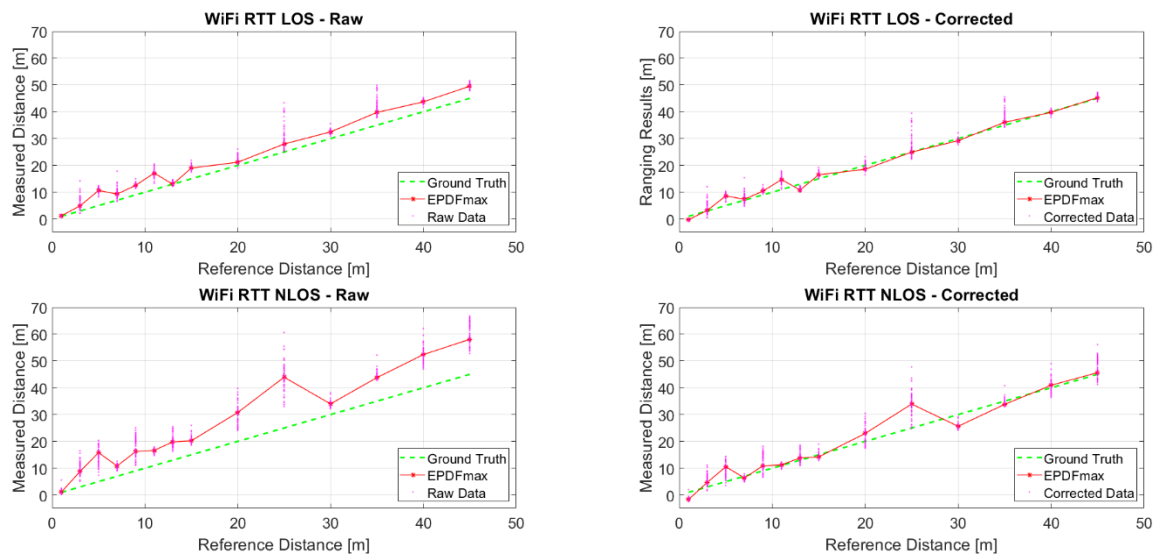 WiFi RTT LOS - Raw
70
60
50
40
30
20
10
0
Measured Distance [m]
Ground Truth
EPDFmax
Raw Data
0 10 20 30 40 50
Reference Distance [m]
WiFi RTT LOS - Corrected
70
60
50
40
30
20
10
0
Ranging Results [m]
Ground Truth
EPDFmax
Corrected Data
0 10 20 30 40 50
Reference Distance [m]
WiFi RTT NLOS - Raw
70
60
50
40
30
20
10
0
Measured Distance [m]
Ground Truth
EPDFmax
Raw Data
0 10 20 30 40 50
Reference Distance [m]
WiFi RTT NLOS - Corrected
70
60
50
40
30
20
10
0
Measured Distance [m]
Ground Truth
EPDFmax
Corrected Data
0 10 20 30 40 50
Reference Distance [m]